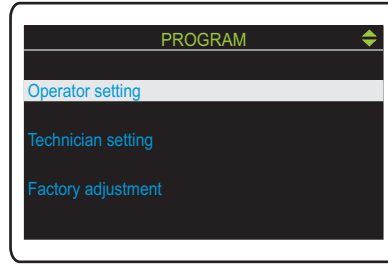 PROGRAM
Operator setting
Technician setting
Factory adjustment